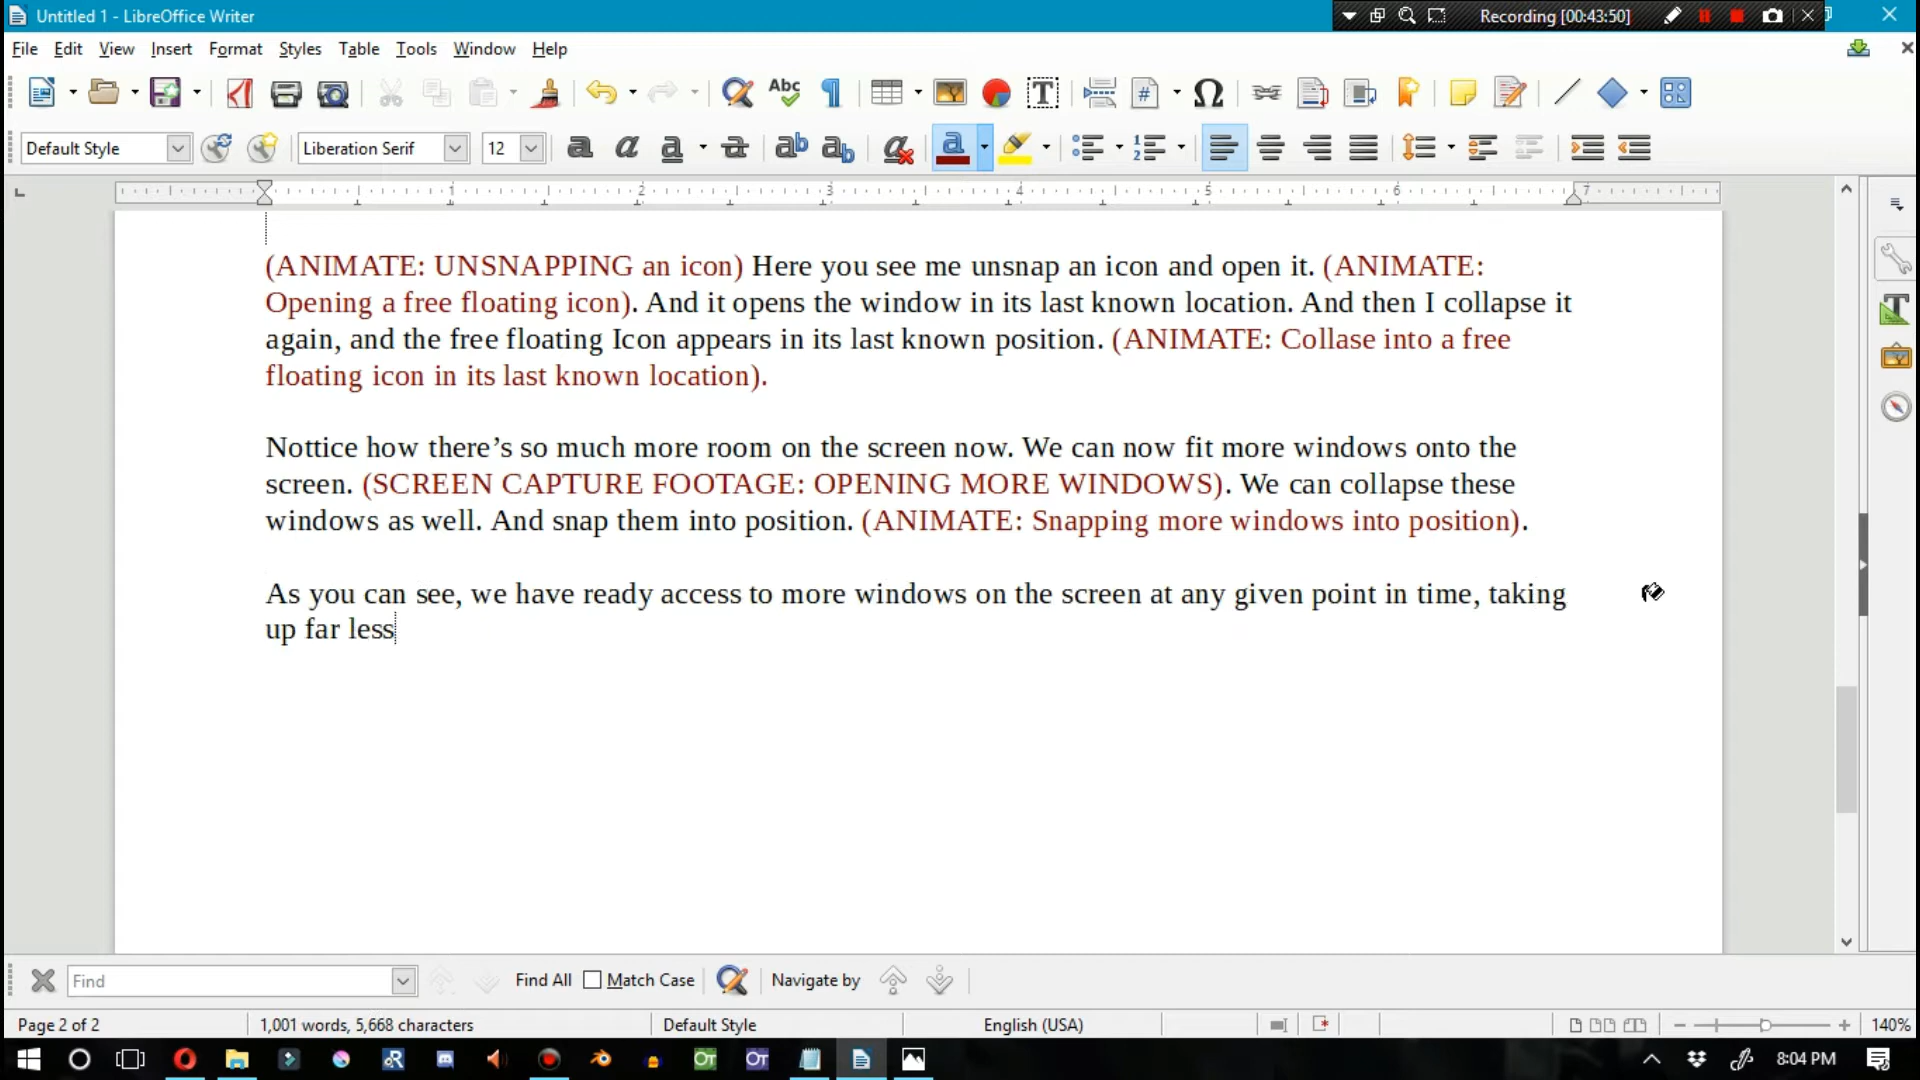 Untitled 1 - LibreOffice Writer
Recording [00:43:50]
File Edit View Insert Format Styles Table Tools Window Help
Default Style Liberation Serif 12
1 2 3 4 5 6 7
(ANIMATE: UNSNAPPING an icon) Here you see me unsnap an icon and open it. (ANIMATE:
Opening a free floating icon). And it opens the window in its last known location. And then I collapse it
again, and the free floating Icon appears in its last known position. (ANIMATE: Collase into a free
floating icon in its last known location).
Nottice how there’s so much more room on the screen now. We can now fit more windows onto the
screen. (SCREEN CAPTURE FOOTAGE: OPENING MORE WINDOWS). We can collapse these
windows as well. And snap them into position. (ANIMATE: Snapping more windows into position).
As you can see, we have ready access to more windows on the screen at any given point in time, taking
up far less
Find Find All Match Case Navigate by
Page 2 of 2 1,001 words, 5,668 characters Default Style English (USA) 140%
8:04 PM